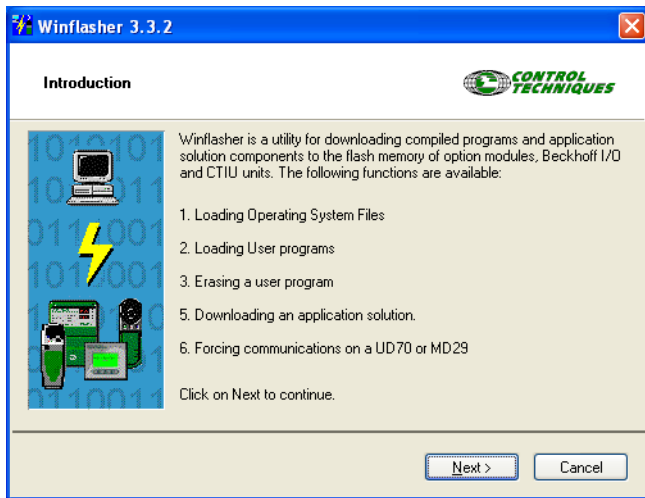 Winflasher 3.3.2
Introduction
CONTROL
TECHNIQUES
Winflasher is a utility for downloading compiled programs and application
solution components to the flash memory of option modules, Beckhoff I/O
and CTIU units. The following functions are available:
1. Loading Operating System Files
2. Loading User programs
3. Erasing a user program
5. Downloading an application solution.
6. Forcing communications on a UD70 or MD29
Click on Next to continue.
Next >
Cancel